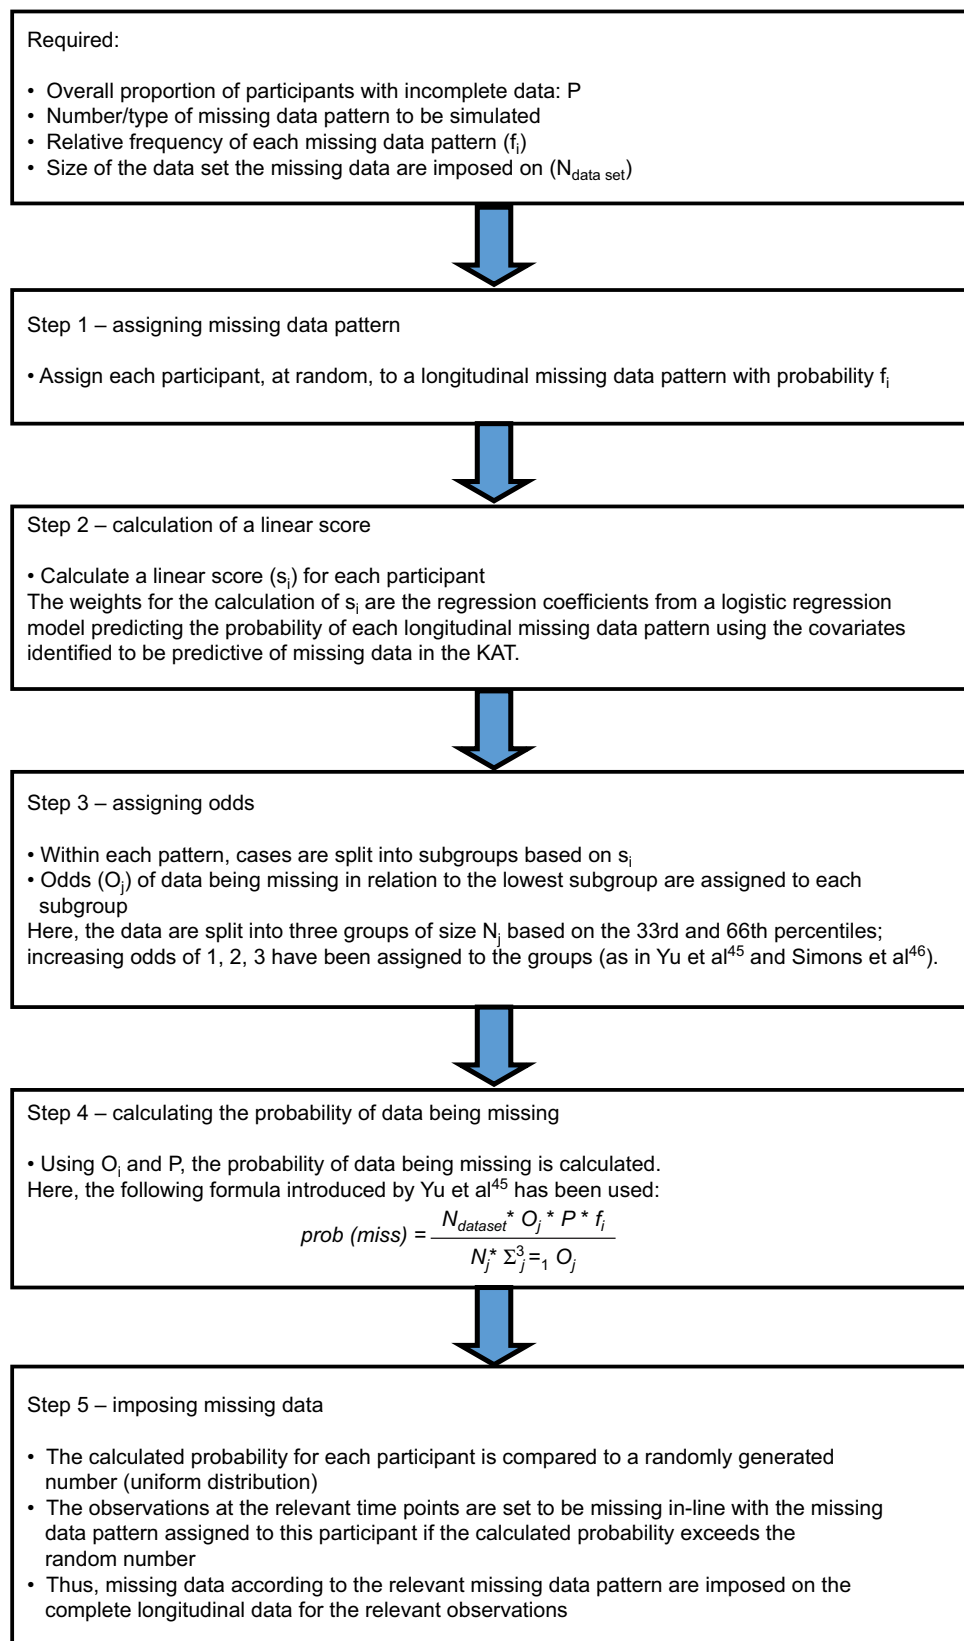 Required:
• Overall proportion of participants with incomplete data: P
• Number/type of missing data pattern to be simulated
• Relative frequency of each missing data pattern (fi)
• Size of the data set the missing data are imposed on (Ndata set)
Step 1 – assigning missing data pattern
• Assign each participant, at random, to a longitudinal missing data pattern with probability fi
Step 2 – calculation of a linear score
• Calculate a linear score (si) for each participant
The weights for the calculation of si are the regression coefficients from a logistic regression
model predicting the probability of each longitudinal missing data pattern using the covariates
identified to be predictive of missing data in the KAT.
Step 3 – assigning odds
• Within each pattern, cases are split into subgroups based on si
• Odds (Oj) of data being missing in relation to the lowest subgroup are assigned to each
subgroup
Here, the data are split into three groups of size Nj based on the 33rd and 66th percentiles;
increasing odds of 1, 2, 3 have been assigned to the groups (as in Yu et al45 and Simons et al46).
Step 4 – calculating the probability of data being missing
• Using Oi and P, the probability of data being missing is calculated.
Here, the following formula introduced by Yu et al45 has been used:
prob (miss) = Ndataset* Oj * P * fi
Nj* Σ3j=1 Oj
Step 5 – imposing missing data
• The calculated probability for each participant is compared to a randomly generated
number (uniform distribution)
• The observations at the relevant time points are set to be missing in-line with the missing
data pattern assigned to this participant if the calculated probability exceeds the
random number
• Thus, missing data according to the relevant missing data pattern are imposed on the
complete longitudinal data for the relevant observations